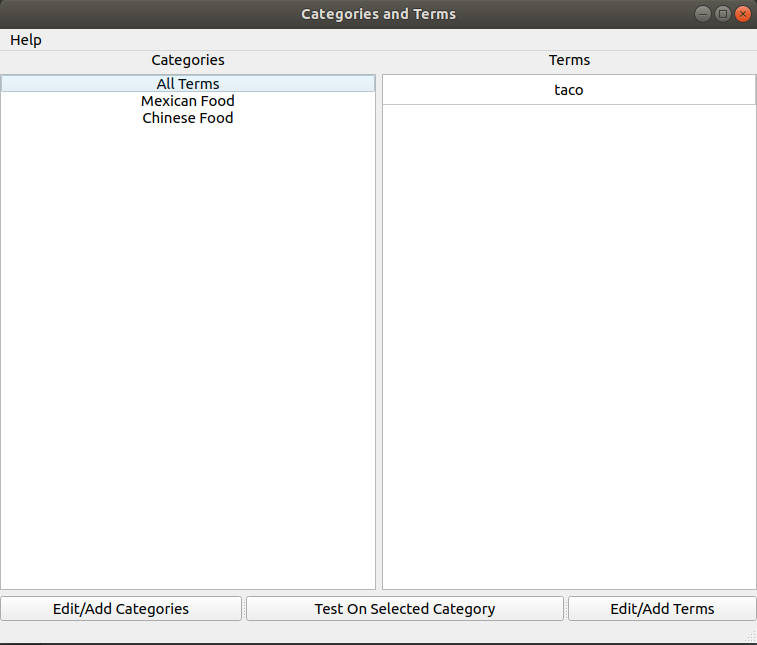 Categories and Terms
Help
Categories
Terms
All Terms
Mexican Food
Chinese Food
taco
Edit/Add Categories
Test On Selected Category
Edit/Add Terms